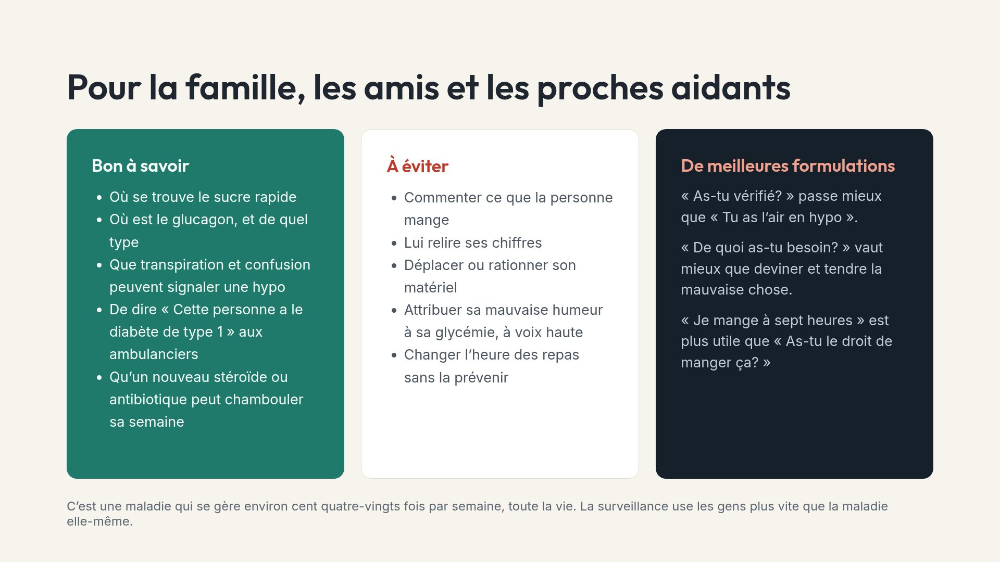 Pour la famille, les amis et les proches aidants
Bon à savoir
• Où se trouve le sucre rapide
• Où est le glucagon, et de quel
type
• Que transpiration et confusion
peuvent signaler une hypo
• De dire « Cette personne a le
diabète de type 1 » aux
ambulanciers
• Qu’un nouveau stéroïde ou
antibiotique peut chambouler
sa semaine
À éviter
• Commenter ce que la personne
mange
• Lui relire ses chiffres
• Déplacer ou rationner son
matériel
• Attribuer sa mauvaise humeur
à sa glycémie, à voix haute
• Changer l’heure des repas
sans la prévenir
De meilleures formulations
« As-tu vérifié? » passe mieux
que « Tu as l’air en hypo ».
« De quoi as-tu besoin? » vaut
mieux que deviner et tendre la
mauvaise chose.
« Je mange à sept heures » est
plus utile que « As-tu le droit de
manger ça? »
C’est une maladie qui se gère environ cent quatre-vingts fois par semaine, toute la vie. La surveillance use les gens plus vite que la maladie
elle-même.